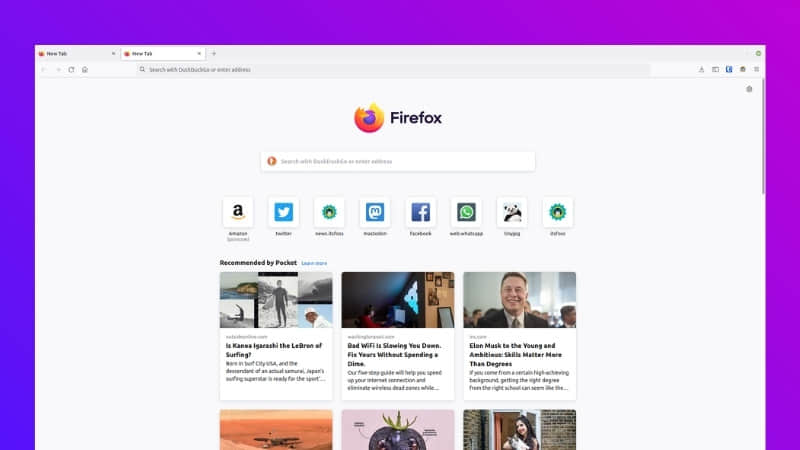 New Tab
New Tab
Search with DuckDuckGo or enter address
Firefox
Search with DuckDuckGo or enter address
Amazon
Sponsored
twitter
news.itsfoss
mastodon
facebook
web.whatsapp
tinypng
itsfoss
Recommended by Pocket Learn more
outsideonline.com
Is Kanoa Igarashi the LeBron of
Surfing?
Born in Surf City USA, and the
descendent of an actual samurai, Japan's
surfing superstar is ready for the sport'...
washingtonpost.com
Bad WiFi Is Slowing You Down.
Fix Yours Without Spending a
Dime.
Our five-step guide will help you speed
up your internet connection and
eliminate wireless dead zones while...
inc.com
Elon Musk to the Young and
Ambitious: Skills Matter More
Than Degrees
If you come from a certain high-achieving
background, getting the right degree
from the right school can seem like the...